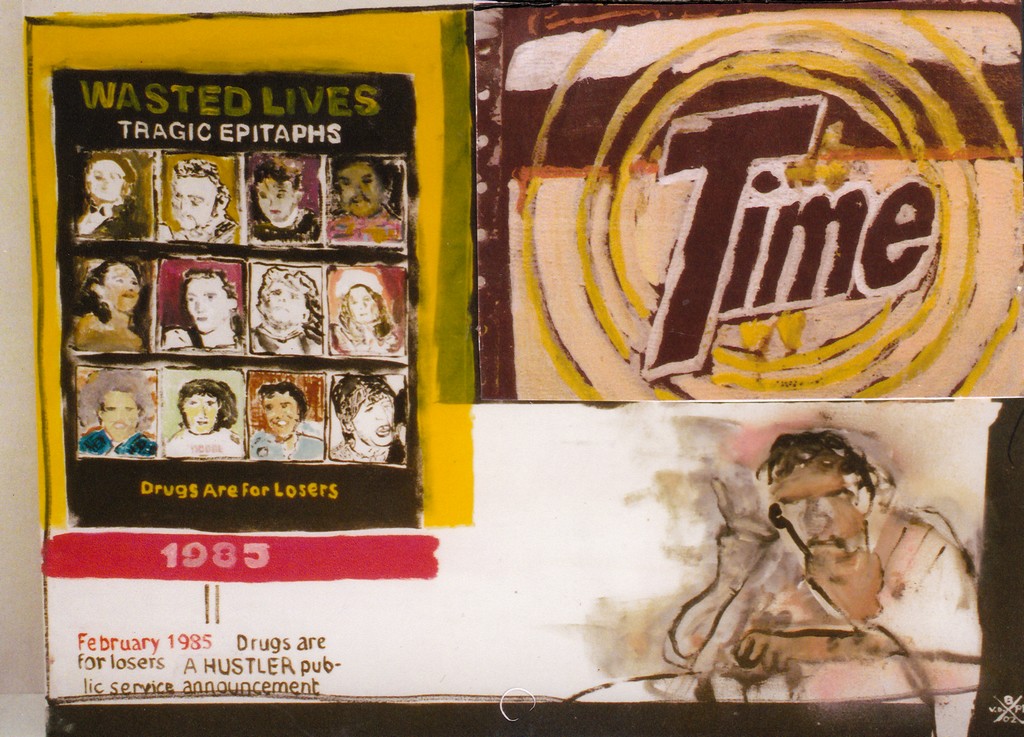 WASTED LIVES
TRAGIC EPITAPHS
DRUGS ARE FOR LOSERS
1985
February 1985 Drugs are
for losers A HUSTLER pub-
lic service announcement
Time